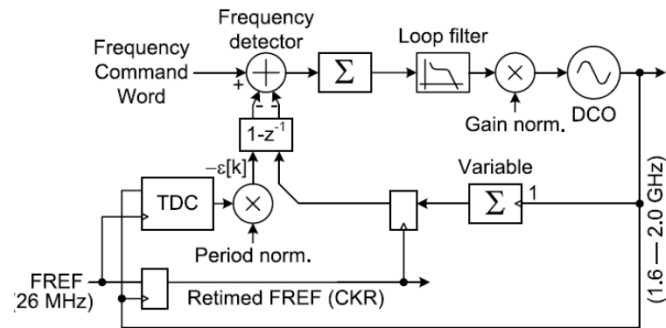 Frequency
detector
Frequency
Command
Word
+
Σ
Loop filter
×
Gain norm.
DCO
- -
1-z⁻¹
−ε[k]
TDC
×
Period norm.
Variable
Σ
1
FREF
(26 MHz)
Retimed FREF (CKR)
(1.6 — 2.0 GHz)